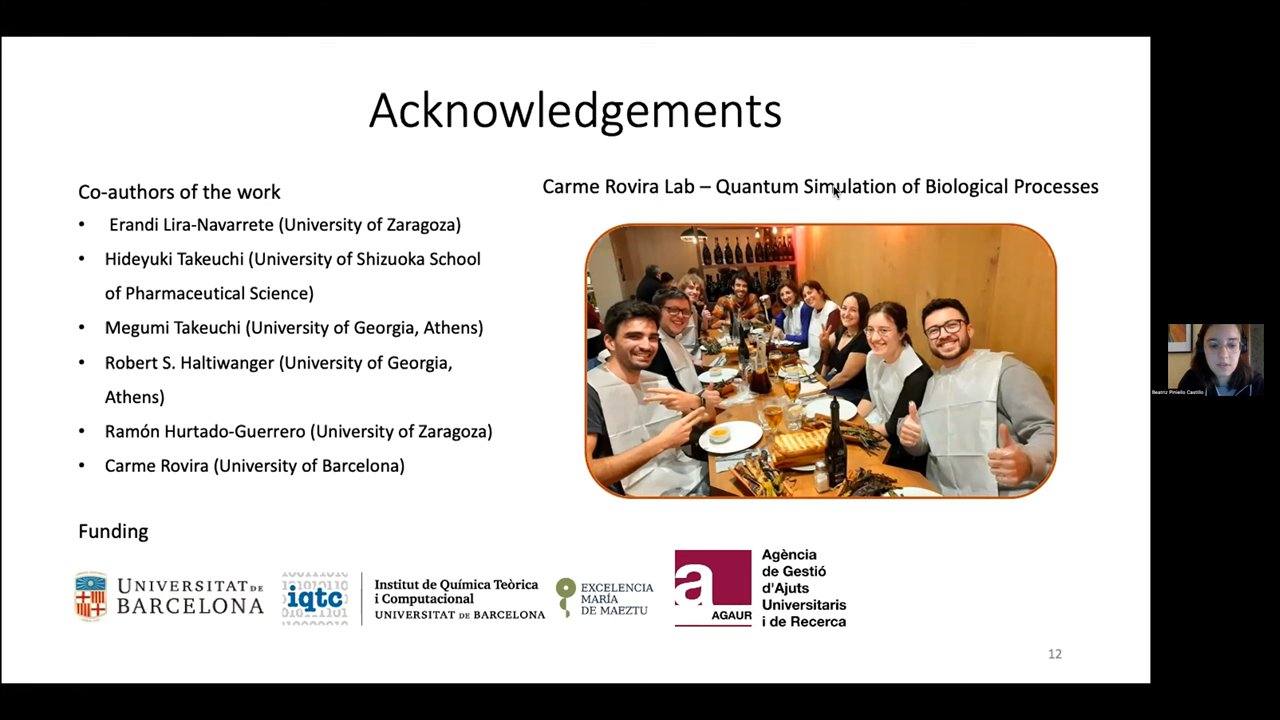 Acknowledgements
Co-authors of the work
• Erandi Lira-Navarrete (University of Zaragoza)
• Hideyuki Takeuchi (University of Shizuoka School
of Pharmaceutical Science)
• Megumi Takeuchi (University of Georgia, Athens)
• Robert S. Haltiwanger (University of Georgia,
Athens)
• Ramón Hurtado-Guerrero (University of Zaragoza)
• Carme Rovira (University of Barcelona)
Carme Rovira Lab – Quantum Simulation of Biological Processes
Beatriz Piniello Castillo
Funding
UNIVERSITAT DE
BARCELONA
iqtc
Institut de Química Teòrica
i Computacional
UNIVERSITAT DE BARCELONA
EXCELENCIA
MARÍA
DE MAEZTU
a
AGAUR
Agència
de Gestió
d'Ajuts
Universitaris
i de Recerca
12